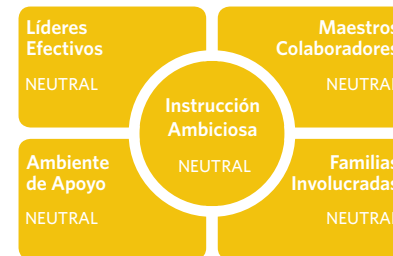 Líderes
Efectivos
NEUTRAL
Maestros
Colaboradores
NEUTRAL
Instrucción
Ambiciosa
NEUTRAL
Ambiente
de Apoyo
NEUTRAL
Familias
Involucradas
NEUTRAL